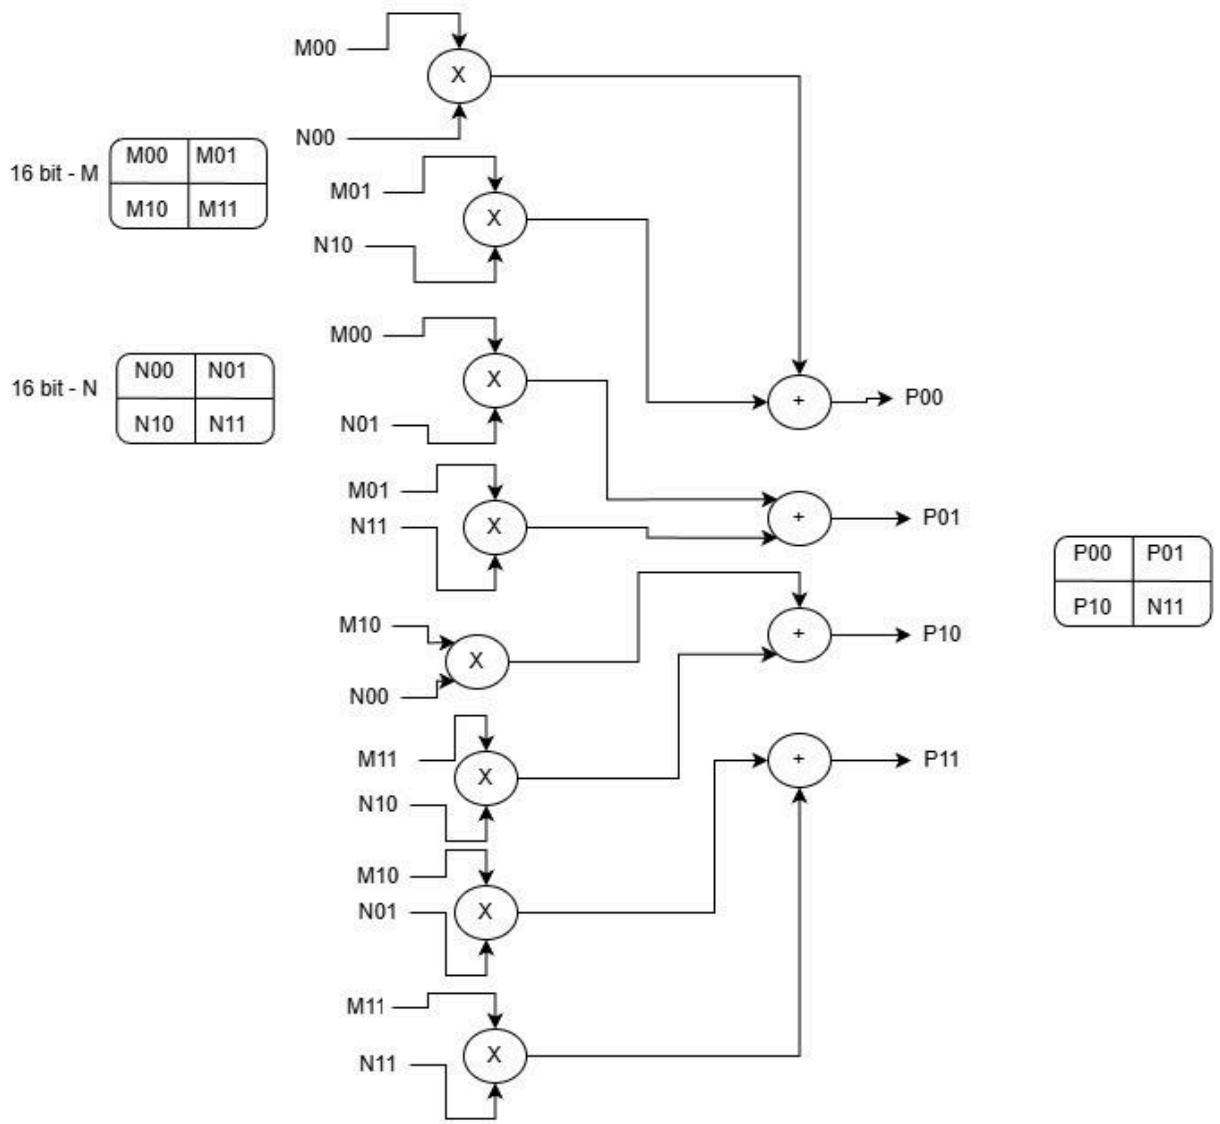 M00
X
N00
16 bit - M
M00 M01
M10 M11
M01
X
N10
M00
X
N01
16 bit - N
N00 N01
N10 N11
+
P00
M01
X
N11
+
P01
P00 P01
P10 N11
M10
X
N00
+
P10
M11
X
N10
+
P11
M10
X
N01
M11
X
N11